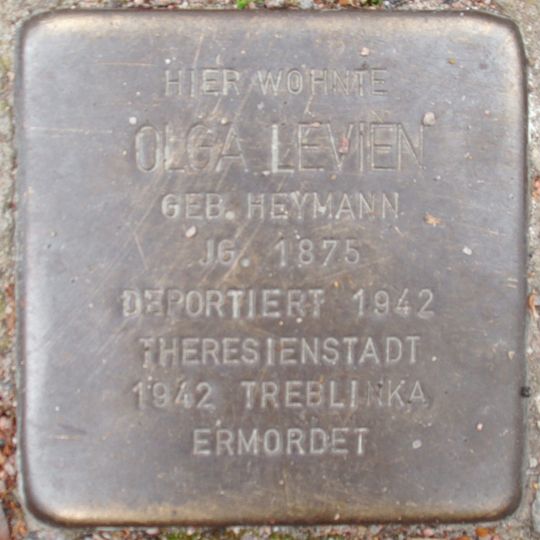 HIER WOHNTE
OLGA LEVIEN
GEB. HEYMANN
JG. 1875
DEPORTIERT 1942
THERESIENSTADT
1942 TREBLINKA
ERMORDET